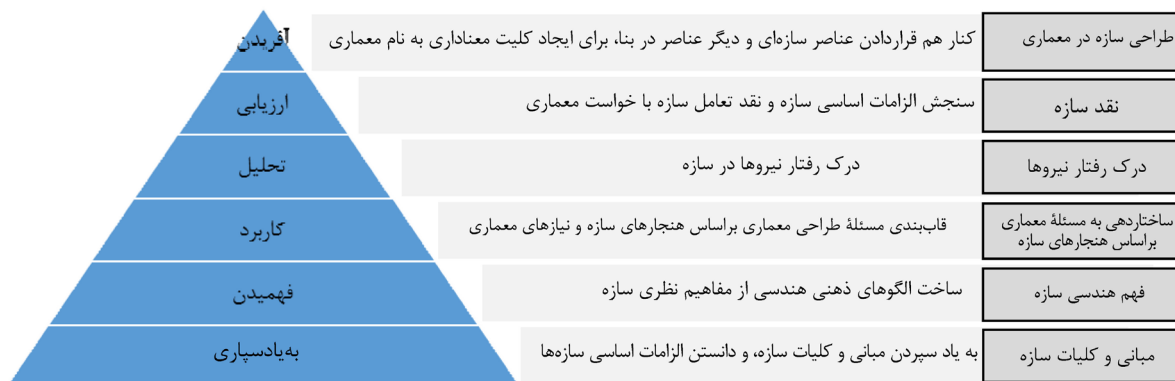 طراحی سازه در معماری
کنار هم قراردادن عناصر سازه‌ای و دیگر عناصر در بنا، برای ایجاد کلیت معناداری به نام معماری
آفریدن
نقد سازه
سنجش الزامات اساسی سازه و نقد تعامل سازه با خواست معماری
ارزیابی
درک رفتار نیروها
درک رفتار نیروها در سازه
تحلیل
ساختاردهی به مسئلۀ معماری
براساس هنجارهای سازه
قاب‌بندی مسئلۀ طراحی معماری براساس هنجارهای سازه و نیازهای معماری
کاربرد
فهم هندسی سازه
ساخت الگوهای ذهنی هندسی از مفاهیم نظری سازه
فهمیدن
مبانی و کلیات سازه
به یاد سپردن مبانی و کلیات سازه، و دانستن الزامات اساسی سازه‌ها
به‌یادسپاری